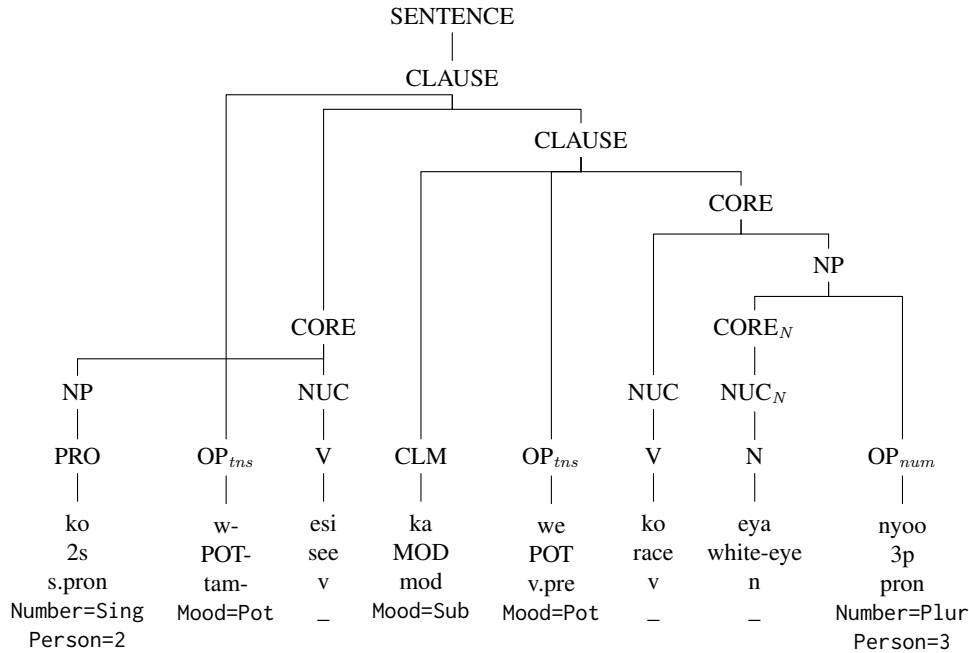 SENTENCE
CLAUSE
CLAUSE
CORE
NP
CORE CORE_N
NP NUC NUC NUC_N
PRO OP_tns V CLM OP_tns V N OP_num
ko w- esi ka we ko eya nyoo
2s POT- see MOD POT race white-eye 3p
s.pron tam- v mod v.pre v n pron
Number=Sing Mood=Pot _ Mood=Sub Mood=Pot _ _ Number=Plur
Person=2 Person=3